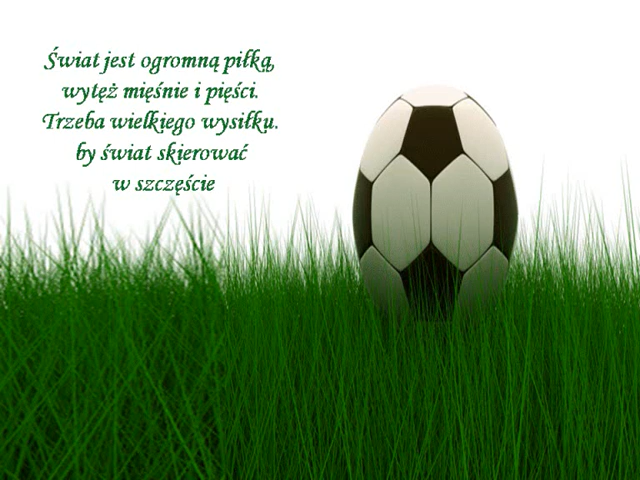 Świat jest ogromną piłką,
wytęż mięśnie i pięści.
Trzeba wielkiego wysiłku.
by świat skierować
w szczęście